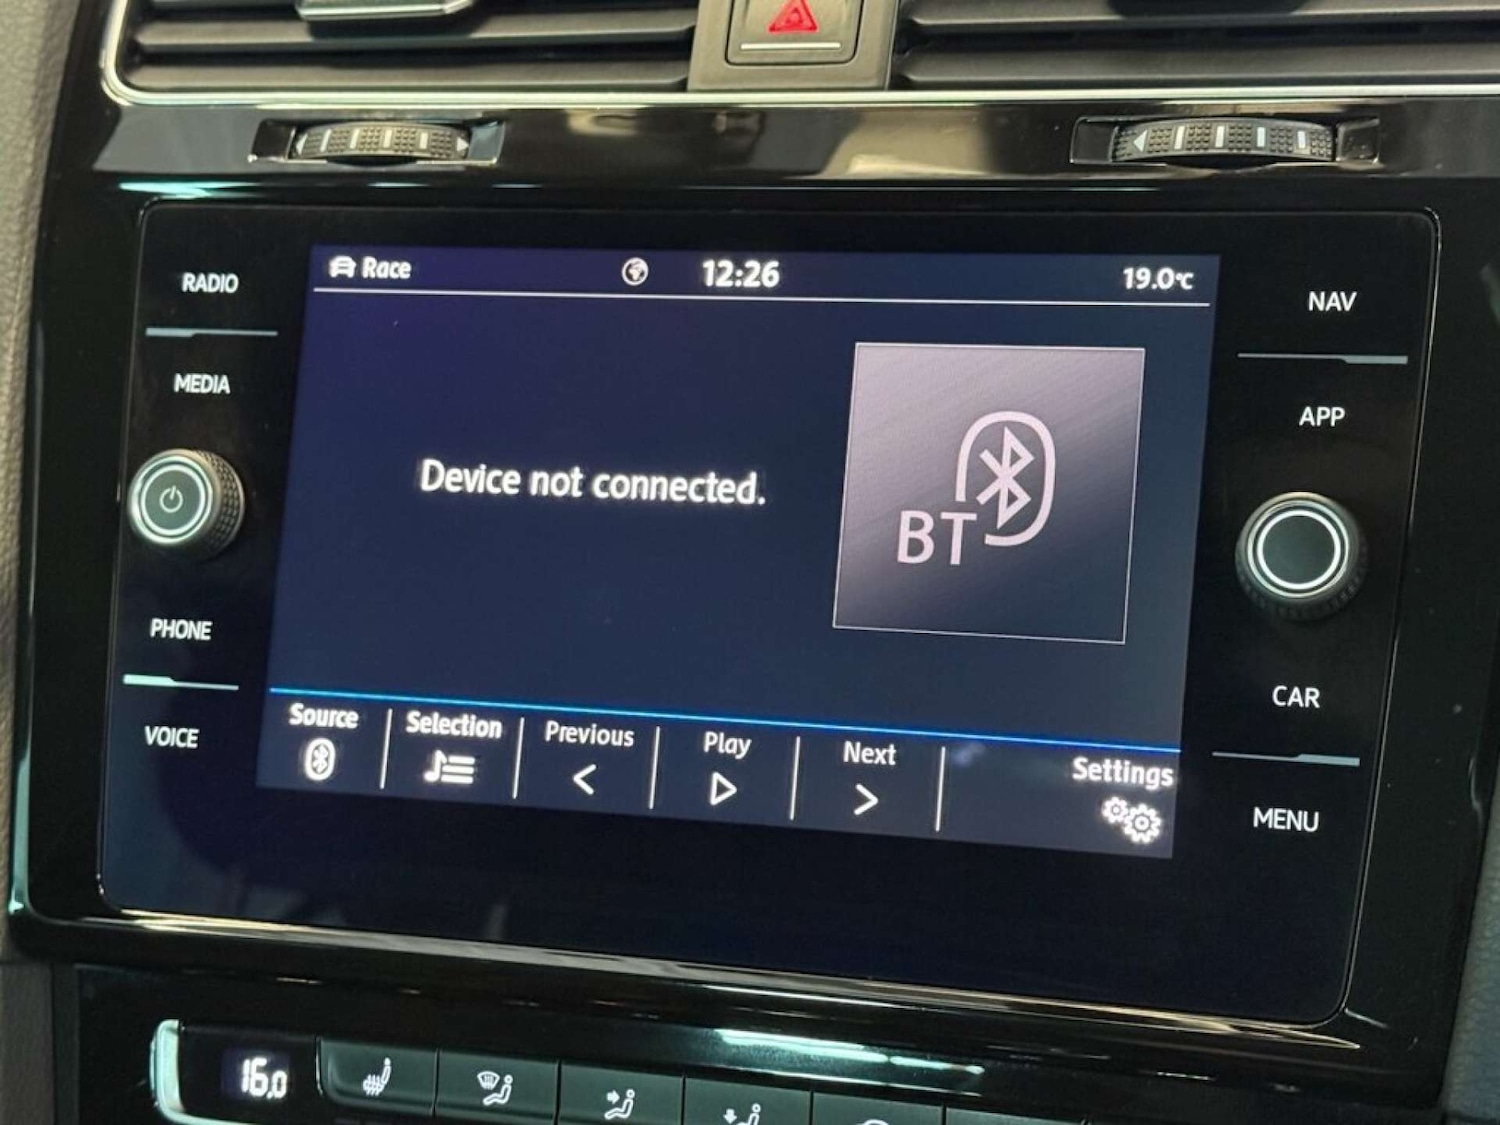 RADIO
MEDIA
PHONE
VOICE
Race
12:26
19.0°C
Device not connected.
BT
Source
Selection
Previous
Play
Next
Settings
NAV
APP
CAR
MENU
16.0